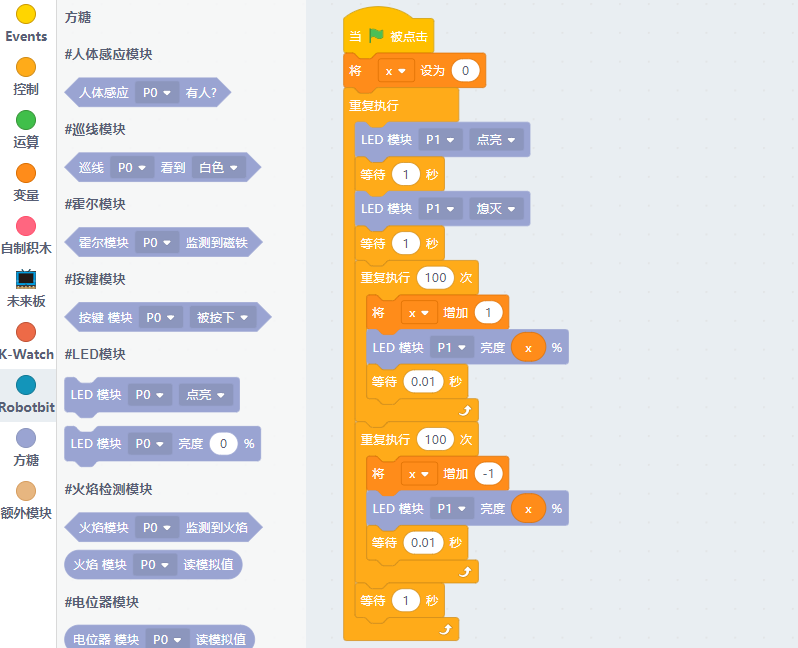 Events
控制
运算
变量
自制积木
未来板
K-Watch
Robotbit
方糖
额外模块
方糖
#人体感应模块
人体感应 P0 有人?
#巡线模块
巡线 P0 看到 白色
#霍尔模块
霍尔模块 P0 监测到磁铁
#按键模块
按键 模块 P0 被按下
#LED模块
LED 模块 P0 点亮
LED 模块 P0 亮度 0 %
#火焰检测模块
火焰模块 P0 监测到火焰
火焰 模块 P0 读模拟值
#电位器模块
电位器 模块 P0 读模拟值
当 被点击
将 x 设为 0
重复执行
LED 模块 P1 点亮
等待 1 秒
LED 模块 P1 熄灭
等待 1 秒
重复执行 100 次
将 x 增加 1
LED 模块 P1 亮度 x %
等待 0.01 秒
重复执行 100 次
将 x 增加 -1
LED 模块 P1 亮度 x %
等待 0.01 秒
等待 1 秒